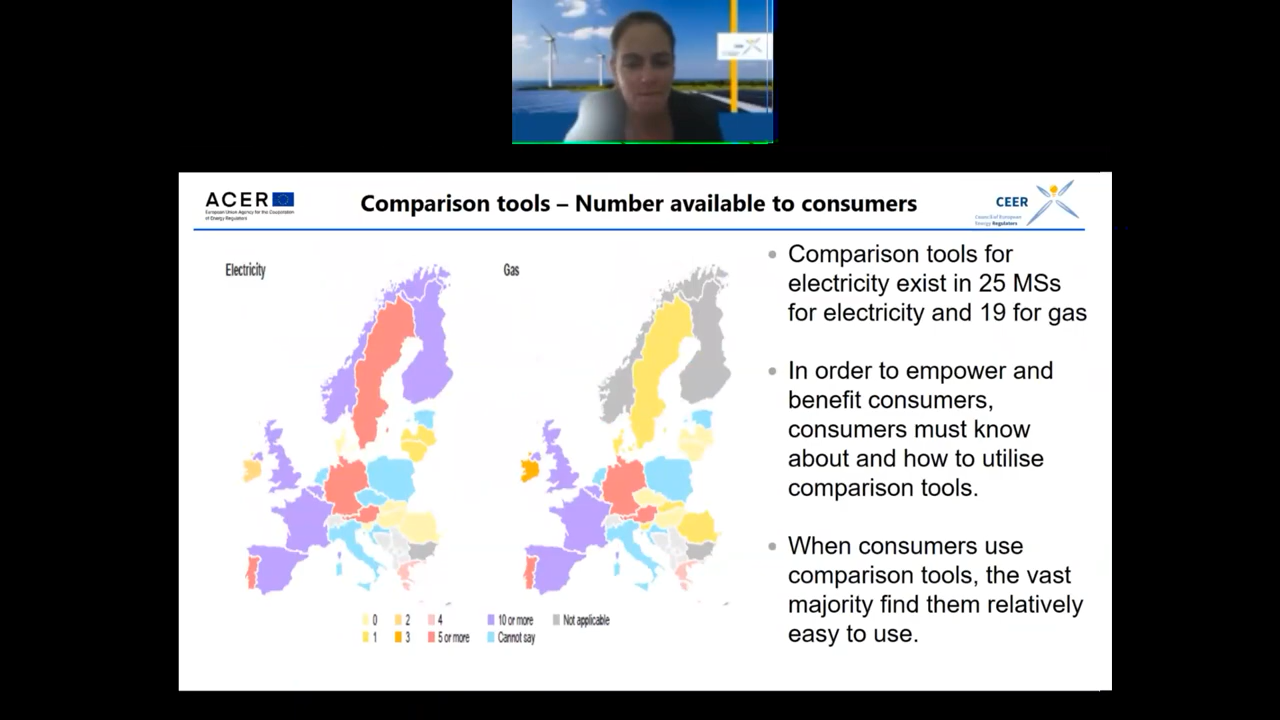 CEER
ACER
European Union Agency for the Cooperation
of Energy Regulators
Comparison tools – Number available to consumers
CEER
Council of European
Energy Regulators
Electricity
Gas
Comparison tools for
electricity exist in 25 MSs
for electricity and 19 for gas
In order to empower and
benefit consumers,
consumers must know
about and how to utilise
comparison tools.
When consumers use
comparison tools, the vast
majority find them relatively
easy to use.
0 2 4 10 or more Not applicable
1 3 5 or more Cannot say